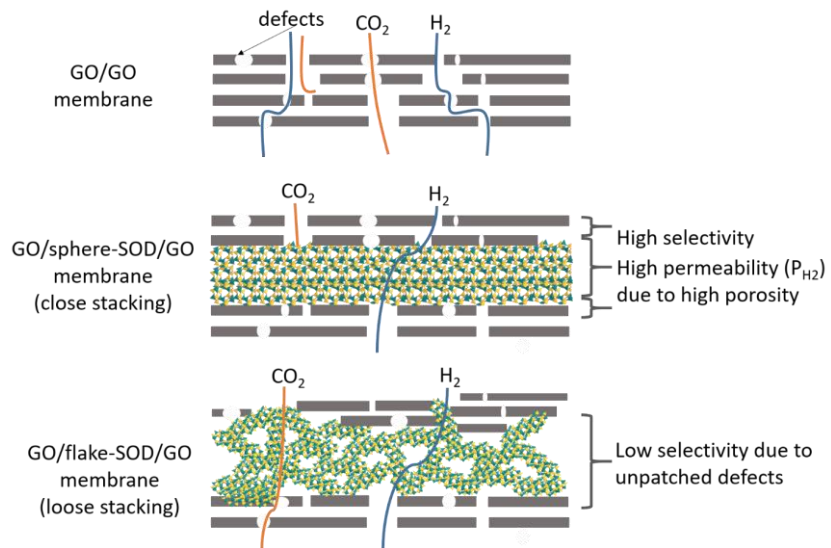 defects
CO2
H2
GO/GO
membrane
CO2
H2
GO/sphere-SOD/GO
membrane
(close stacking)
High selectivity
High permeability (PH2)
due to high porosity
CO2
H2
GO/flake-SOD/GO
membrane
(loose stacking)
Low selectivity due to
unpatched defects